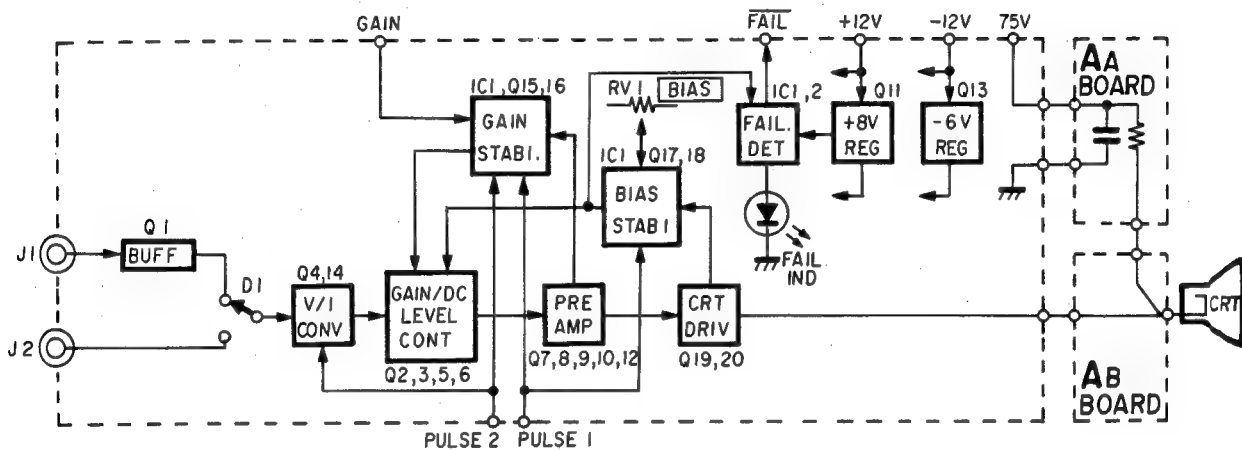 GAIN
FAIL
+12V
-12V
75V
AA
BOARD
IC1, Q15, 16
GAIN
STABI.
RV 1
BIAS
IC1, 2
FAIL.
DET
Q11
+8V
REG
Q13
-6V
REG
IC1 Q17, 18
BIAS
STABI
FAIL
IND
J1
Q1
BUFF
D1
J2
Q4, 14
V/I
CONV
GAIN/DC
LEVEL
CONT
Q2, 3, 5, 6
PRE
AMP
Q7, 8, 9, 10, 12
CRT
DRIV
Q19, 20
CRT
AB
BOARD
PULSE 2
PULSE 1